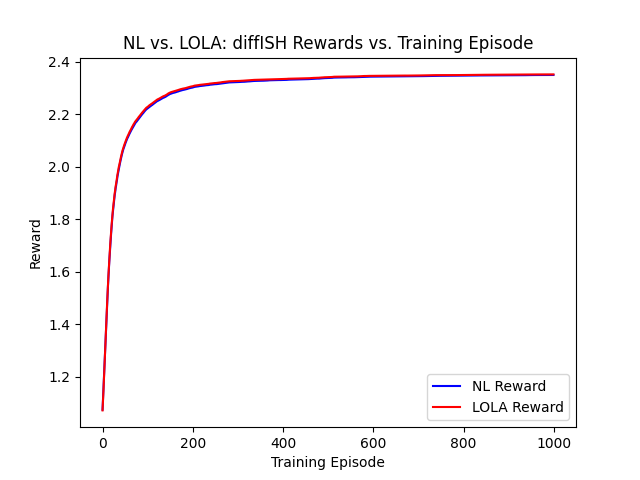 NL vs. LOLA: diffISH Rewards vs. Training Episode
2.4
2.2
2.0
1.8
1.6
1.4
1.2
Reward
0 200 400 600 800 1000
Training Episode
NL Reward
LOLA Reward